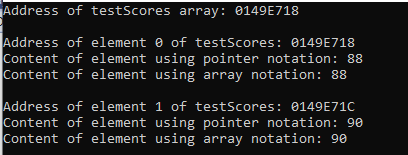 Address of testScores array: 0149E718
Address of element 0 of testScores: 0149E718
Content of element using pointer notation: 88
Content of element using array notation: 88
Address of element 1 of testScores: 0149E71C
Content of element using pointer notation: 90
Content of element using array notation: 90